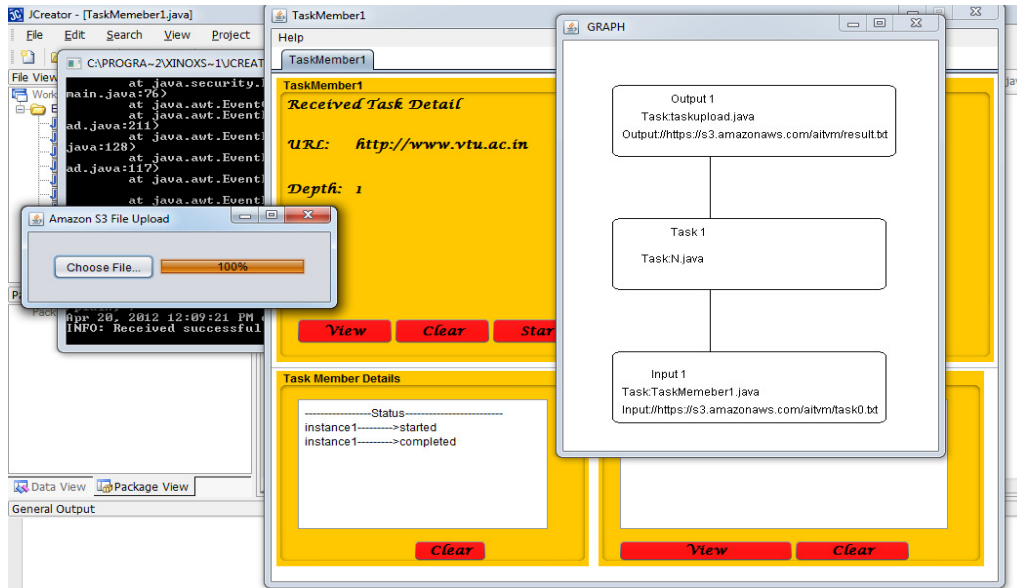 JCreator - [TaskMemeber1.java]
File Edit Search View Project
File View
Work
C:\PROGRA~2\XINOXS~1\JCREAT
at java.security.
main.java:76)
at java.awt.Event
at java.awt.Event
ad.java:211)
at java.awt.Event
java:128)
at java.awt.Event
ad.java:117)
at java.awt.Event
at java.awt.Event
Amazon S3 File Upload
Choose File... 100%
Pack
Apr 20, 2012 12:09:21 PM
INFO: Received successful
Data View Package View
General Output
TaskMember1
Help
TaskMember1
TaskMember1
Received Task Detail
URL: http://www.vtu.ac.in
Depth: 1
View Clear Star
Task Member Details
-----------------Status------------------------
instance1--------->started
instance1--------->completed
Clear
View Clear
GRAPH
Output 1
Task:taskupload.java
Output://https://s3.amazonaws.com/aitvm/result.txt
Task 1
Task:N.java
Input 1
Task:TaskMemeber1.java
Input://https://s3.amazonaws.com/aitvm/task0.txt